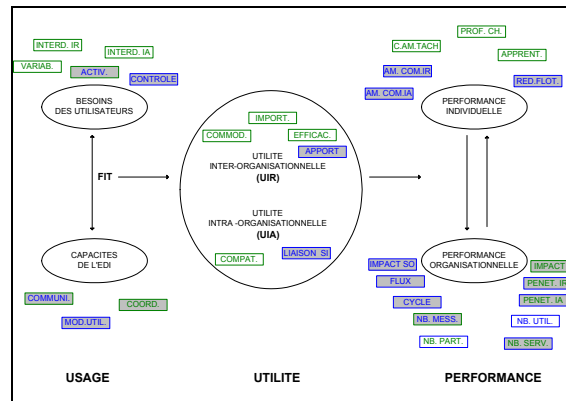 INTERD. IR
INTERD. IA
VARIAB.
ACTIV.
CONTROLE
BESOINS
DES UTILISATEURS
FIT
CAPACITES
DE L'EDI
COMMUNI.
COORD.
MOD.UTIL.
USAGE
IMPORT.
COMMOD.
EFFICAC.
APPORT
UTILITE
INTER-ORGANISATIONNELLE
(UIR)
UTILITE
INTRA -ORGANISATIONNELLE
(UIA)
LIAISON_SI
COMPAT.
UTILITE
PROF. CH.
C.AM.TACH
APPRENT.
AM. COM.IR
RED.FLOT.
AM. COM.IA
PERFORMANCE
INDIVIDUELLE
PERFORMANCE
ORGANISATIONNELLE
IMPACT SO
IMPACT
FLUX
PENET. IR
CYCLE
PENET. IA
NB. MESS.
NB. UTIL.
NB. PART.
NB. SERV.
PERFORMANCE